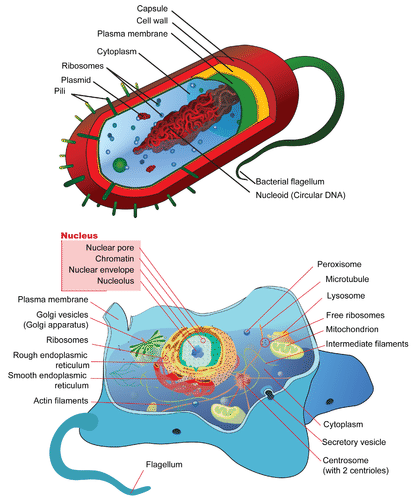 Capsule
Cell wall
Plasma membrane
Cytoplasm
Ribosomes
Plasmid
Pili
Bacterial flagellum
Nucleoid (Circular DNA)
Nucleus
Nuclear pore
Chromatin
Nuclear envelope
Nucleolus
Plasma membrane
Golgi vesicles
(Golgi apparatus)
Ribosomes
Rough endoplasmic
reticulum
Smooth endoplasmic
reticulum
Actin filaments
Flagellum
Peroxisome
Microtubule
Lysosome
Free ribosomes
Mitochondrion
Intermediate filaments
Cytoplasm
Secretory vesicle
Centrosome
(with 2 centrioles)